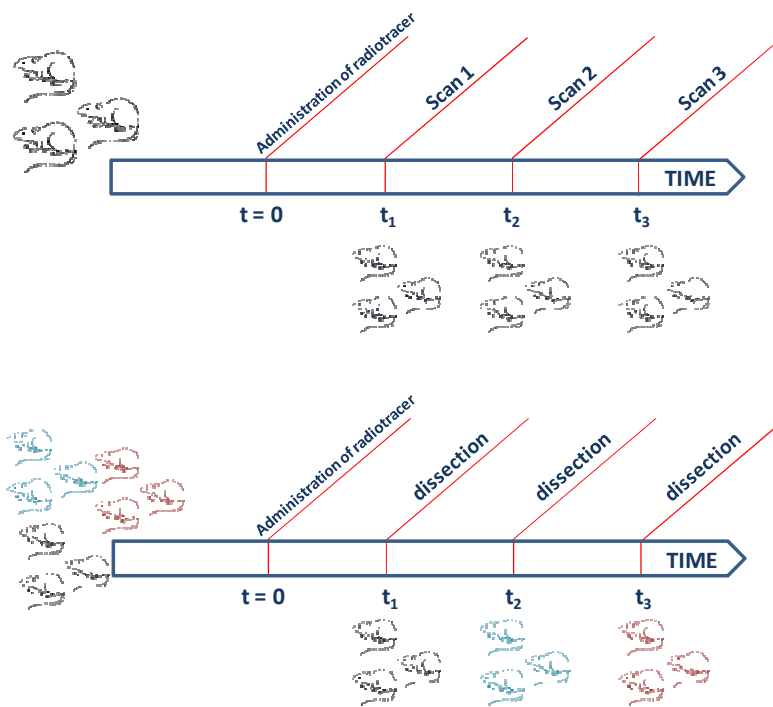 Administration of radiotracer
Scan 1
Scan 2
Scan 3
TIME
t = 0
t₁
t₂
t₃
Administration of radiotracer
dissection
dissection
dissection
TIME
t = 0
t₁
t₂
t₃